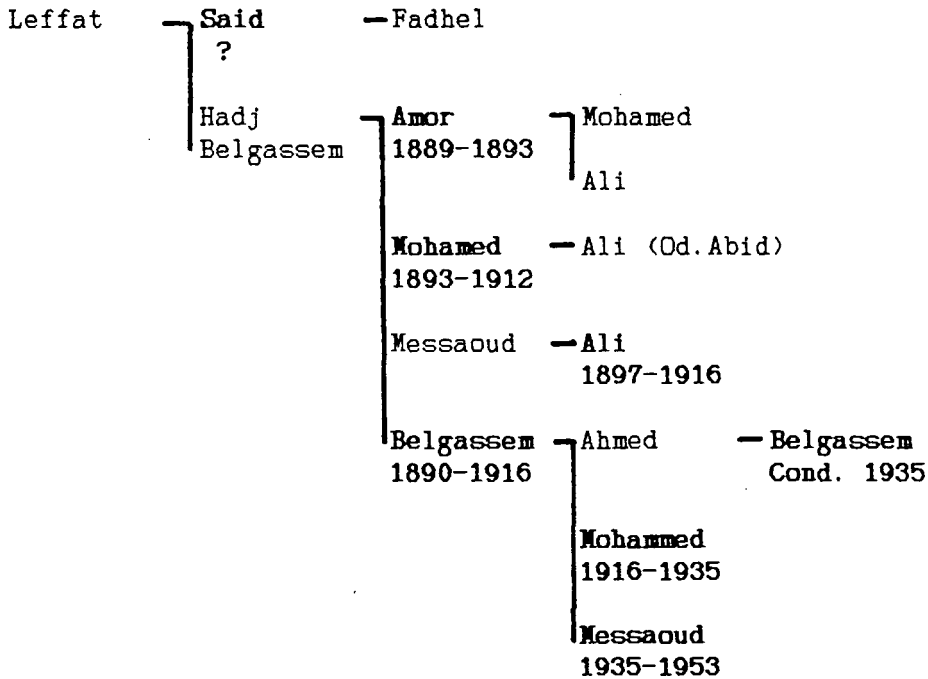 Leffat Said Fadhel
?
Hadj Amor Mohamed
Belgassem 1889-1893
Ali
Mohamed Ali (Od. Abid)
1893-1912
Messaoud Ali
1897-1916
Belgassem Ahmed Belgassem
1890-1916 Cond. 1935
Mohammed
1916-1935
Messaoud
1935-1953